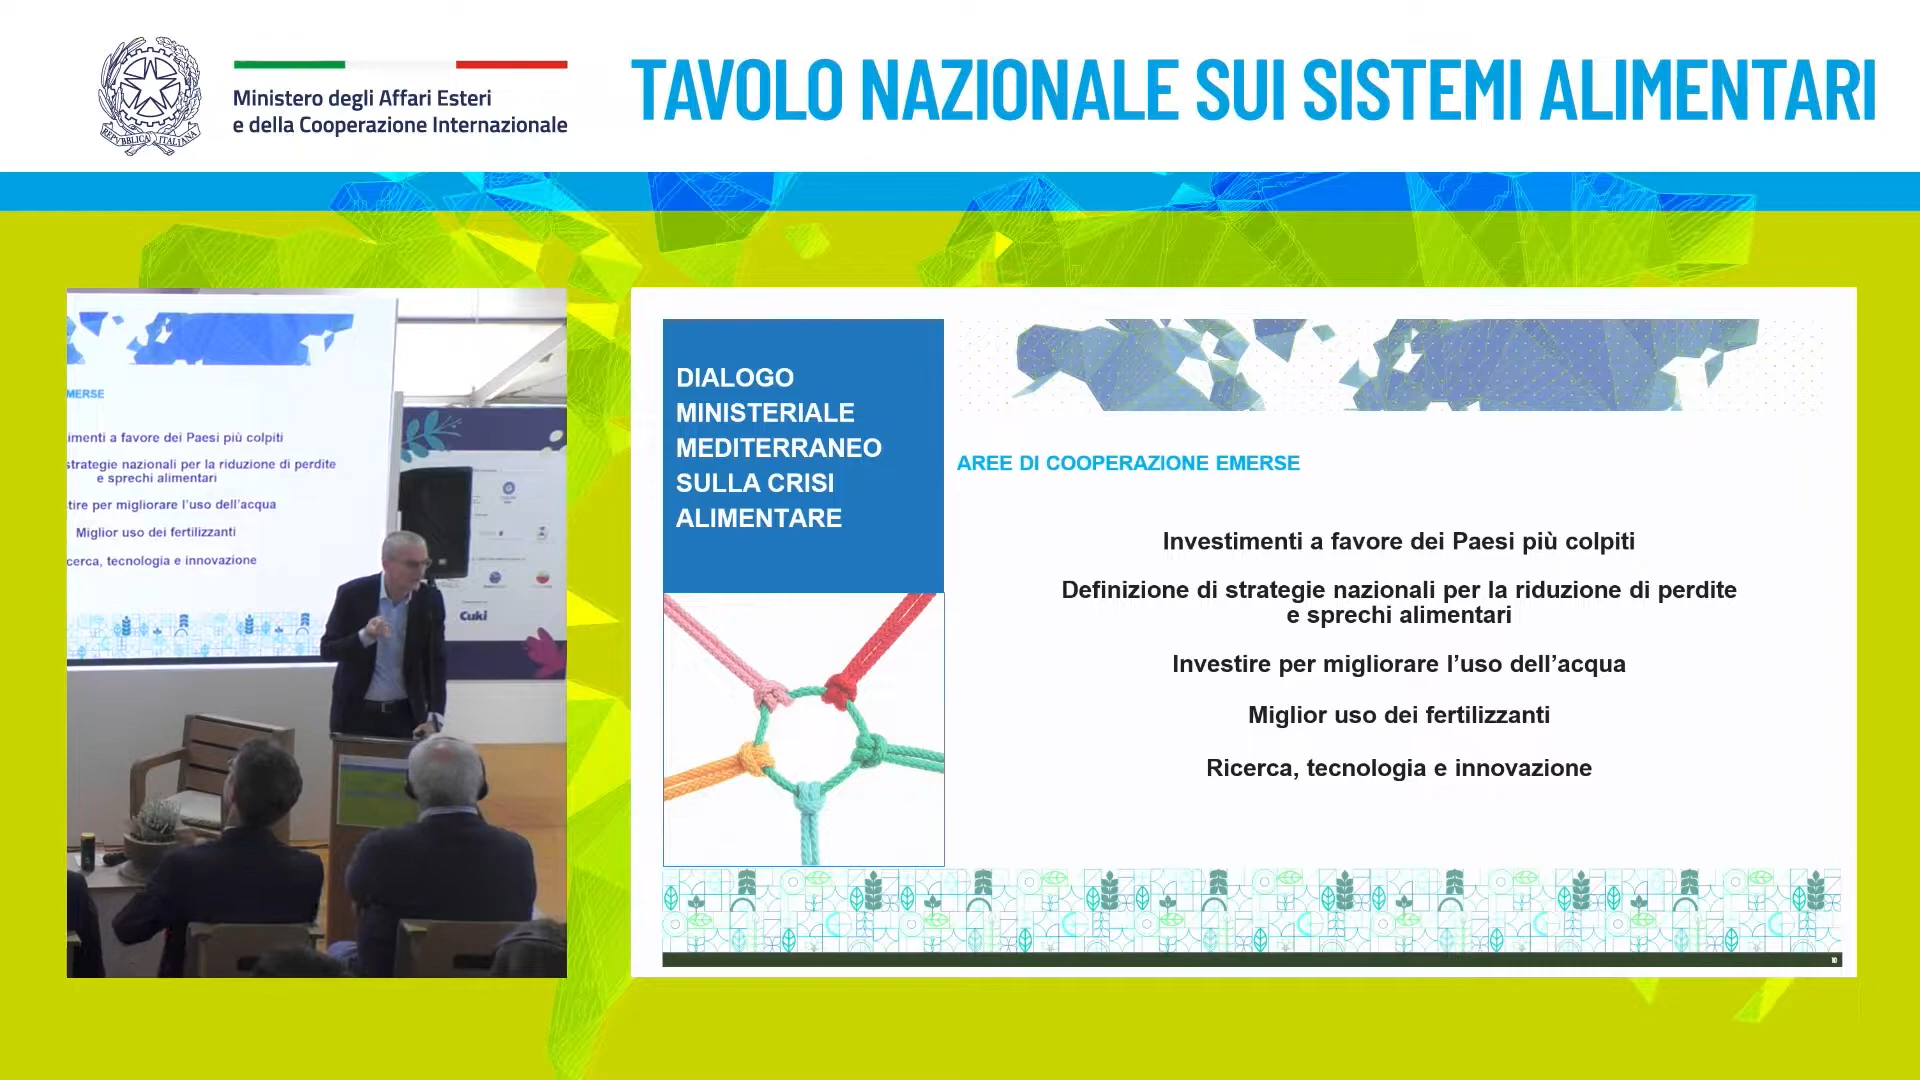 REPVBBLICA ITALIANA
Ministero degli Affari Esteri
e della Cooperazione Internazionale
TAVOLO NAZIONALE SUI SISTEMI ALIMENTARI
MERSE
imenti a favore dei Paesi più colpiti
strategie nazionali per la riduzione di perdite
e sprechi alimentari
tire per migliorare l'uso dell'acqua
Miglior uso dei fertilizzanti
cerca, tecnologia e innovazione
Cuki
DIALOGO
MINISTERIALE
MEDITERRANEO
SULLA CRISI
ALIMENTARE
AREE DI COOPERAZIONE EMERSE
Investimenti a favore dei Paesi più colpiti
Definizione di strategie nazionali per la riduzione di perdite
e sprechi alimentari
Investire per migliorare l'uso dell'acqua
Miglior uso dei fertilizzanti
Ricerca, tecnologia e innovazione
10